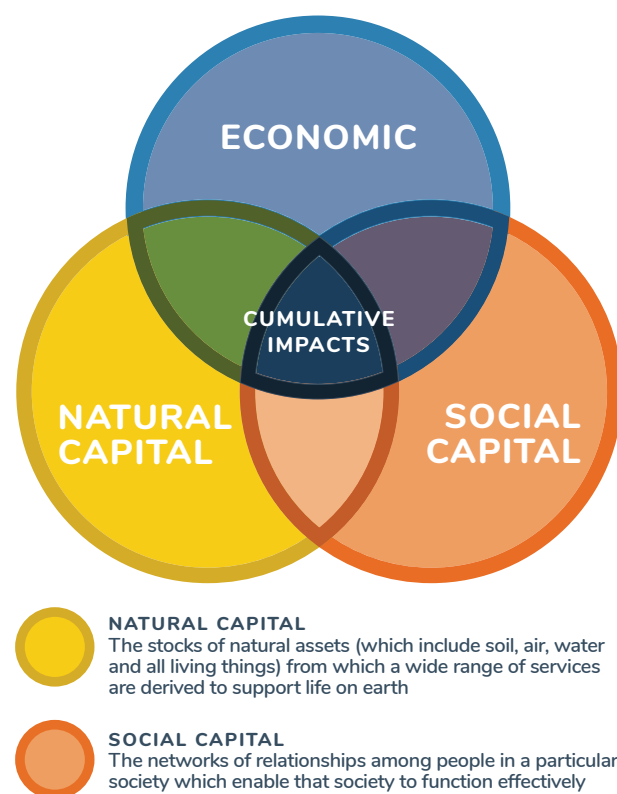 ECONOMIC
CUMULATIVE
IMPACTS
NATURAL
CAPITAL
SOCIAL
CAPITAL
NATURAL CAPITAL
The stocks of natural assets (which include soil, air, water
and all living things) from which a wide range of services
are derived to support life on earth
SOCIAL CAPITAL
The networks of relationships among people in a particular
society which enable that society to function effectively